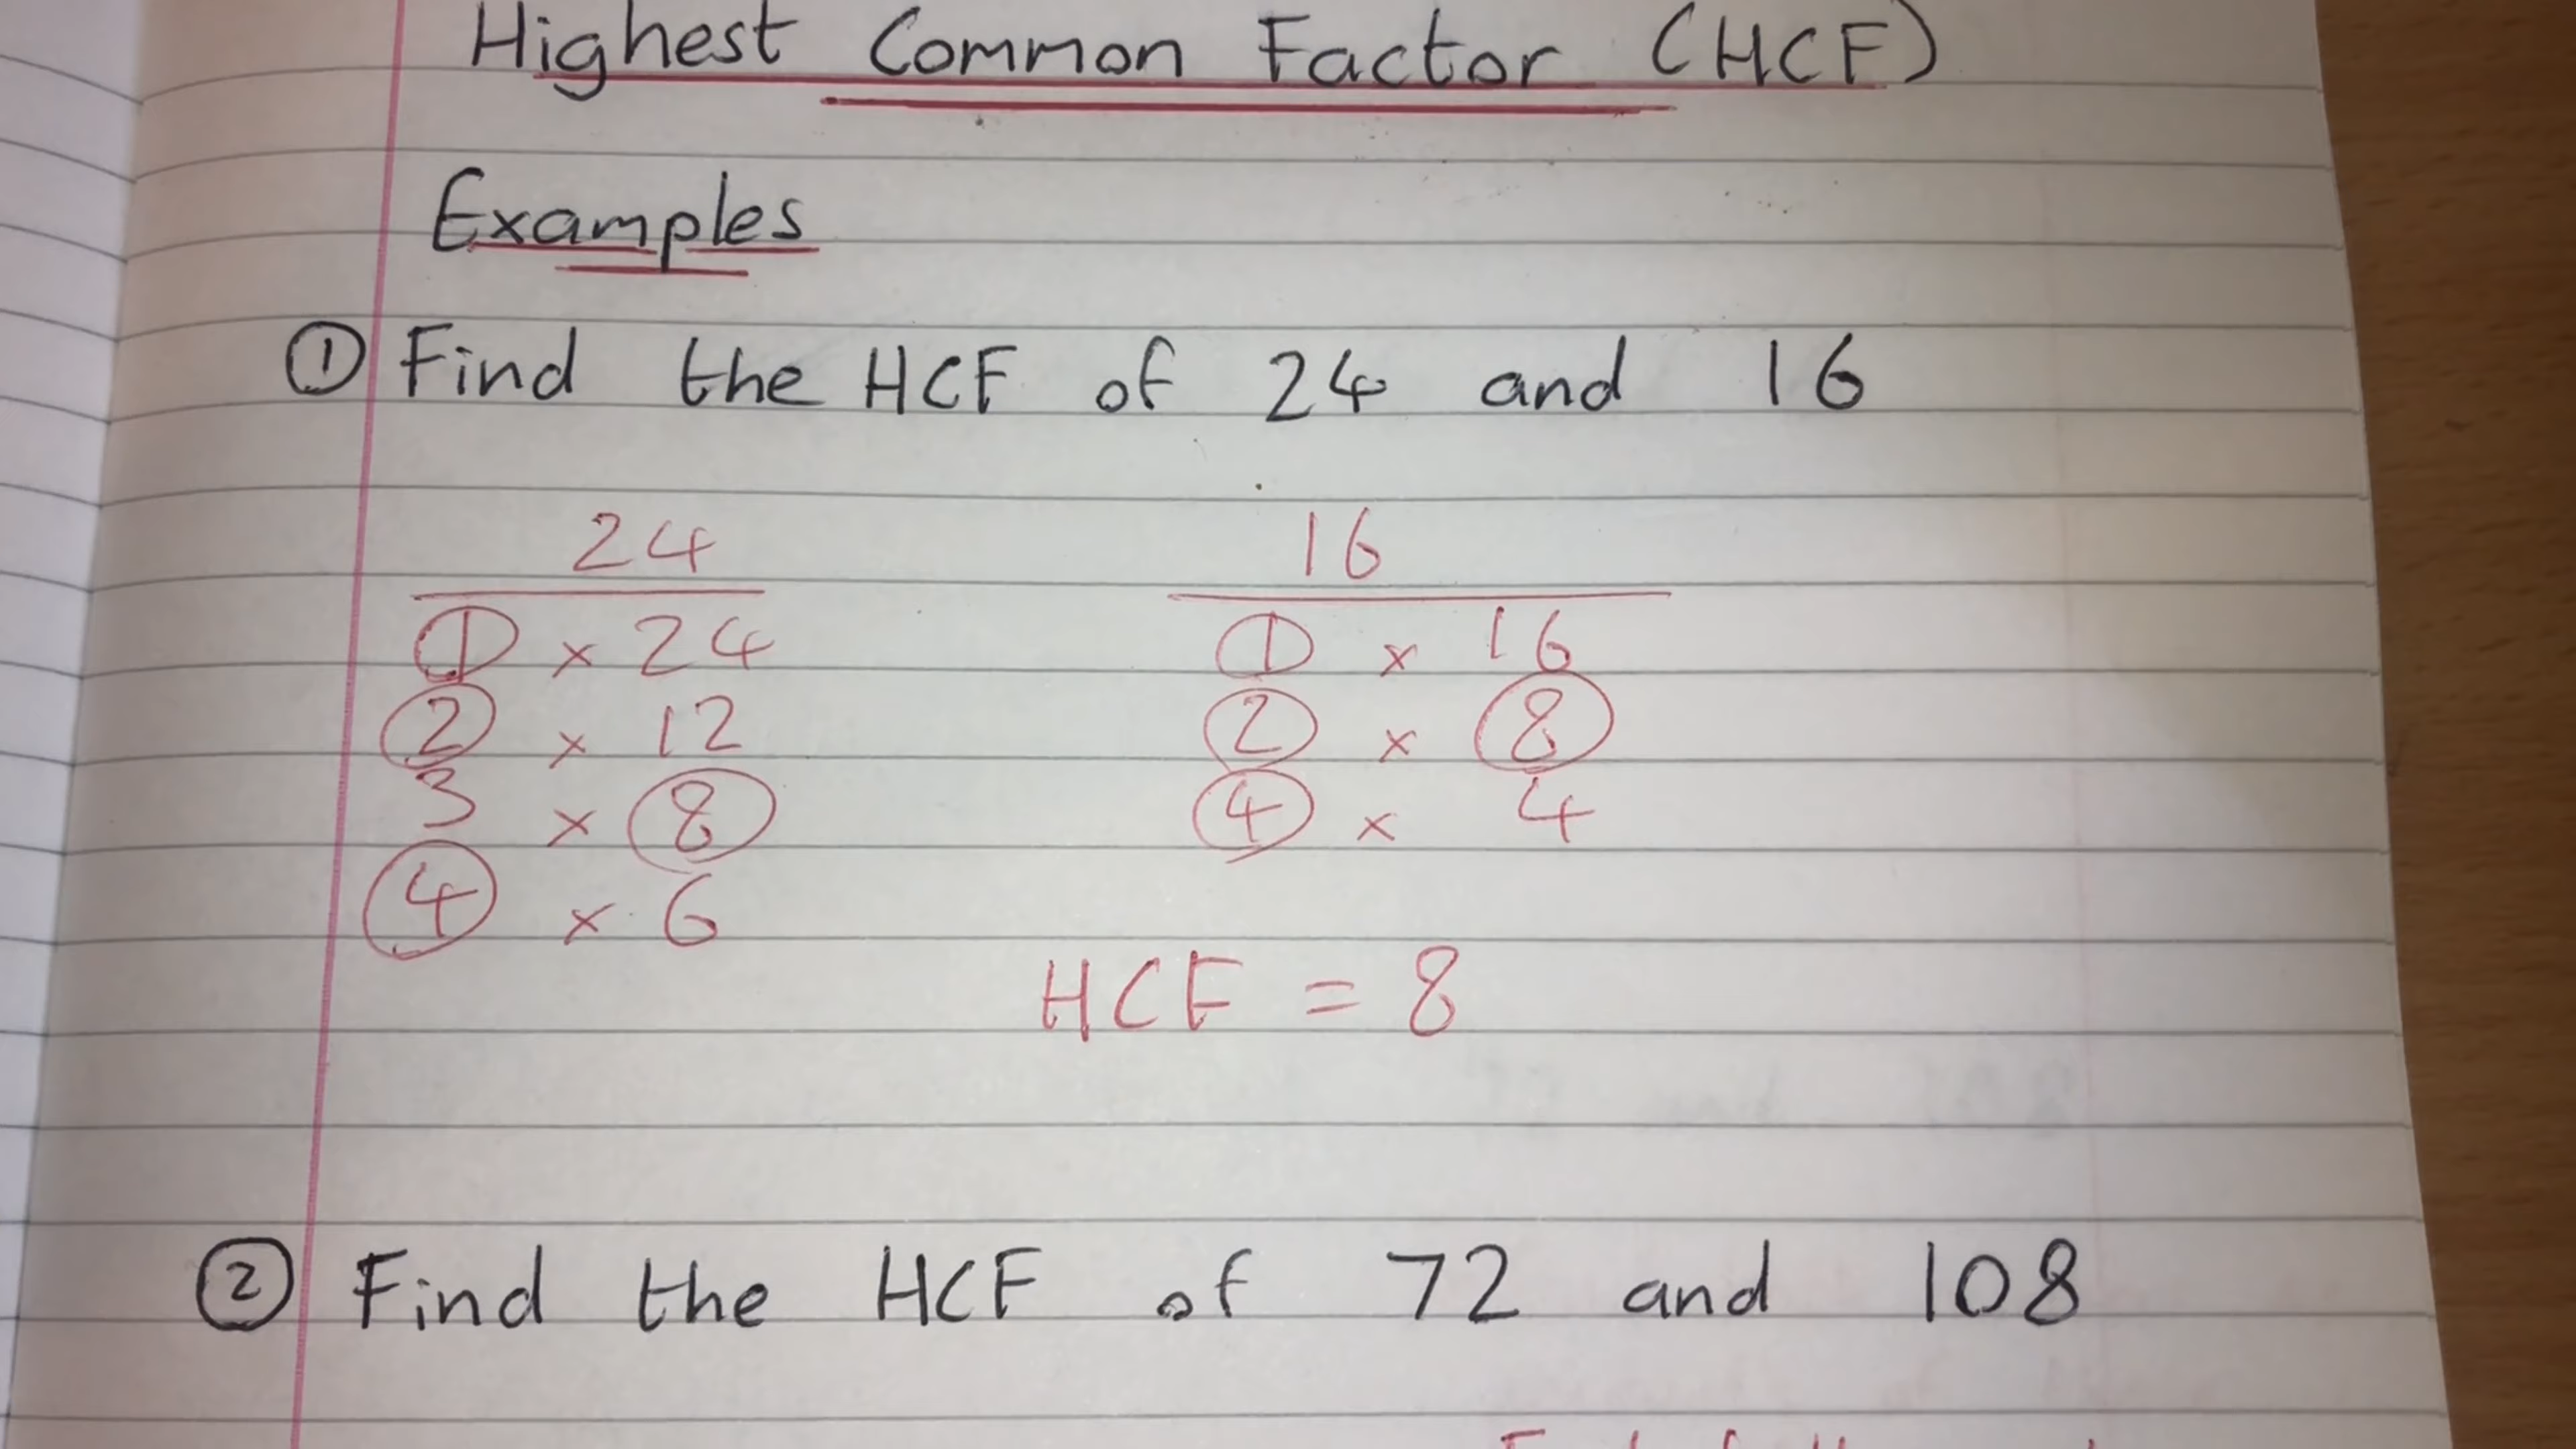 Highest Common Factor (HCF)
Examples
① Find the HCF of 24 and 16
24 16
① × 24 ① × 16
② × 12 ② × ⑧
3 × ⑧ ④ × 4
④ × 6
HCF = 8
② Find the HCF of 72 and 108